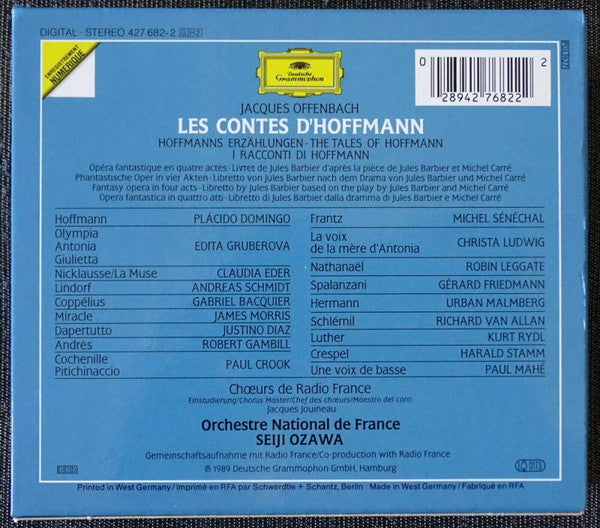 DIGITAL · STEREO 427 682-2 GH2
ENREGISTREMENT
NUMÉRIQUE
Deutsche
Grammophon
0 28942 76822 2
JACQUES OFFENBACH
LES CONTES D'HOFFMANN
HOFFMANNS ERZÄHLUNGEN · THE TALES OF HOFFMANN
I RACCONTI DI HOFFMANN
Opéra fantastique en quatre actes · Livret de Jules Barbier d'après la pièce de Jules Barbier et Michel Carré
Phantastische Oper in vier Akten · Libretto von Jules Barbier nach dem Drama von Jules Barbier und Michel Carré
Fantasy opera in four acts · Libretto by Jules Barbier based on the play by Jules Barbier and Michel Carré
Opera fantastica in quattro atti · Libretto di Jules Barbier dalla dramma di Jules Barbier e Michel Carré
Hoffmann PLÁCIDO DOMINGO
Olympia
Antonia EDITA GRUBEROVA
Giulietta
Nicklausse/La Muse CLAUDIA EDER
Lindorf ANDREAS SCHMIDT
Coppélius GABRIEL BACQUIER
Miracle JAMES MORRIS
Dapertutto JUSTINO DIAZ
Andrès ROBERT GAMBILL
Cochenille
Pitichinaccio PAUL CROOK
Frantz MICHEL SÉNÉCHAL
La voix
de la mère d'Antonia CHRISTA LUDWIG
Nathanaël ROBIN LEGGATE
Spalanzani GÉRARD FRIEDMANN
Hermann URBAN MALMBERG
Schlémil RICHARD VAN ALLAN
Luther KURT RYDL
Crespel HARALD STAMM
Une voix de basse PAUL MAHÉ
Chœurs de Radio France
Einstudierung/Chorus Master/Chef des chœurs/Maestro del coro
Jacques Jouineau
Orchestre National de France
SEIJI OZAWA
Gemeinschaftsaufnahme mit Radio France/Co-production with Radio France
℗ 1989 Deutsche Grammophon GmbH, Hamburg
DDD
LC 0173
Printed in West Germany/imprimé en RFA par Schwerdtle + Schantz, Berlin · Made in West Germany/Fabriqué en RFA